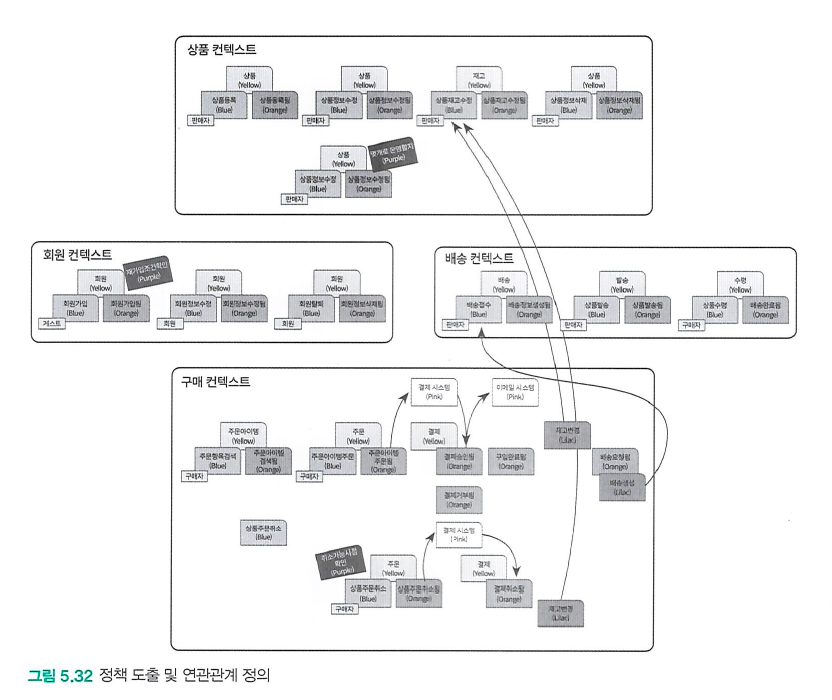 상품 컨텍스트
상품
(Yellow)
상품등록
(Blue)
상품등록됨
(Orange)
판매자
상품
(Yellow)
상품정보수정
(Blue)
상품정보수정됨
(Orange)
판매자
재고
(Yellow)
상품재고수정
(Blue)
상품재고수정됨
(Orange)
판매자
상품
(Yellow)
상품정보삭제
(Blue)
상품정보삭제됨
(Orange)
판매자
상품
(Yellow)
몇개로 운영할지
(Purple)
상품정보수정
(Blue)
상품정보수정됨
(Orange)
판매자
회원 컨텍스트
회원
(Yellow)
재가입조건확인
(Purple)
회원가입
(Blue)
회원가입됨
(Orange)
게스트
회원
(Yellow)
회원정보수정
(Blue)
회원정보수정됨
(Orange)
회원
회원
(Yellow)
회원탈퇴
(Blue)
회원정보삭제됨
(Orange)
회원
배송 컨텍스트
배송
(Yellow)
배송접수
(Blue)
배송정보생성됨
(Orange)
판매자
발송
(Yellow)
상품발송
(Blue)
상품발송됨
(Orange)
판매자
수령
(Yellow)
상품수령
(Blue)
배송완료됨
(Orange)
구매자
구매 컨텍스트
결제 시스템
(Pink)
이메일 시스템
(Pink)
주문아이템
(Yellow)
주문항목검색
(Blue)
주문아이템
검색됨
(Orange)
구매자
주문
(Yellow)
주문아이템주문
(Blue)
주문아이템
주문됨
(Orange)
구매자
결제
(Yellow)
결제승인됨
(Orange)
구입완료됨
(Orange)
재고변경
(Lilac)
배송요청됨
(Orange)
배송생성
(Lilac)
결제거부됨
(Orange)
상품주문취소
(Blue)
결제 시스템
(Pink)
취소가능시점
확인
(Purple)
주문
(Yellow)
상품주문취소
(Blue)
상품주문취소됨
(Orange)
구매자
결제
(Yellow)
결제취소됨
(Orange)
재고변경
(Lilac)
그림 5.32 정책 도출 및 연관관계 정의